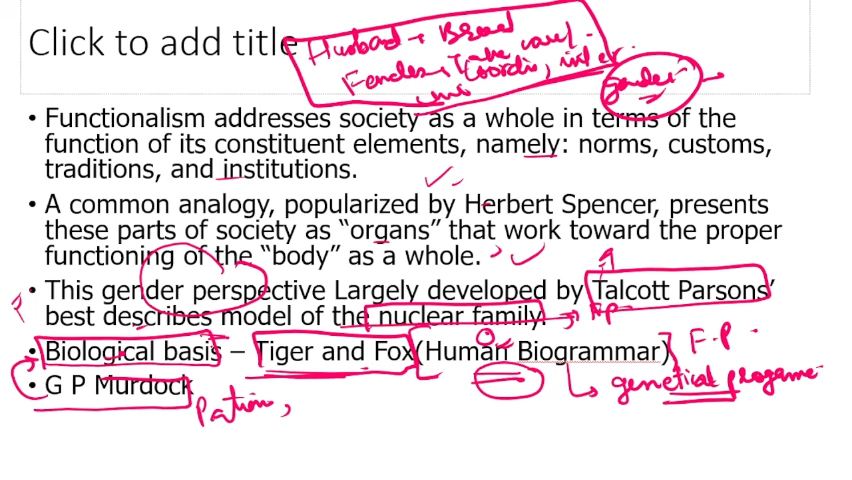 Click to add title
Husbad → Bread
Females → Take care
gender
• Functionalism addresses society as a whole in terms of the
function of its constituent elements, namely: norms, customs,
traditions, and institutions.
• A common analogy, popularized by Herbert Spencer, presents
these parts of society as “organs” that work toward the proper
functioning of the “body” as a whole.
• This gender perspective Largely developed by Talcott Parsons’
best describes model of the nuclear family.
• Biological basis – Tiger and Fox(Human Biogrammar)
F.P.
• G P Murdock
genetical progame